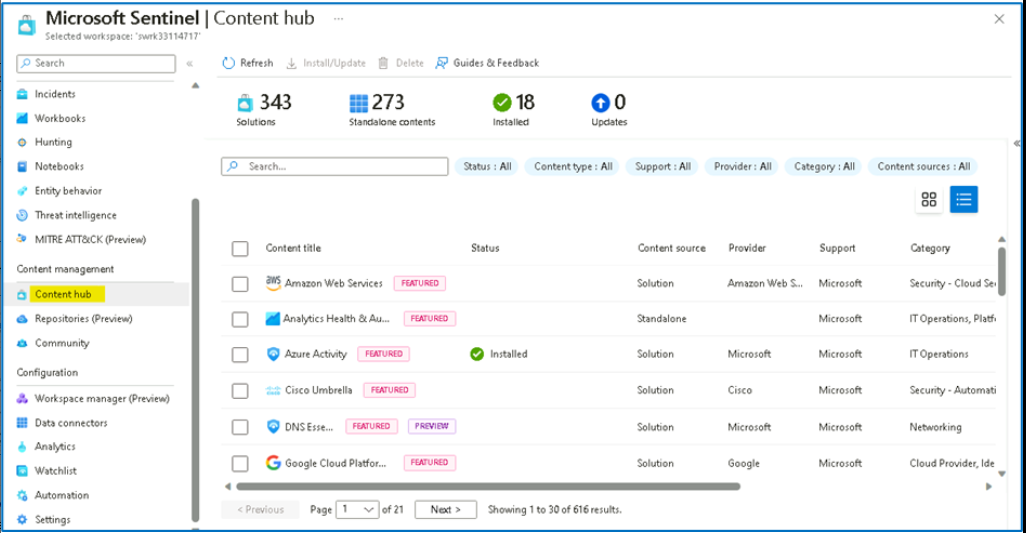 Microsoft Sentinel | Content hub ...
Selected workspace: 'swrk33114717'
Search
Incidents
Workbooks
Hunting
Notebooks
Entity behavior
Threat intelligence
MITRE ATT&CK (Preview)
Content management
Content hub
Repositories (Preview)
Community
Configuration
Workspace manager (Preview)
Data connectors
Analytics
Watchlist
Automation
Settings
Refresh Install/Update Delete Guides & Feedback
343 273 18 0
Solutions Standalone contents Installed Updates
Search... Status : All Content type : All Support : All Provider : All Category : All Content sources : All
Content title Status Content source Provider Support Category
aws Amazon Web Services FEATURED Solution Amazon Web S... Microsoft Security - Cloud Se
Analytics Health & Au... FEATURED Standalone Microsoft IT Operations, Platf
Azure Activity FEATURED Installed Solution Microsoft Microsoft IT Operations
Cisco Umbrella FEATURED Solution Cisco Microsoft Security - Automati
DNS Esse... FEATURED PREVIEW Solution Microsoft Microsoft Networking
Google Cloud Platfor... FEATURED Solution Google Microsoft Cloud Provider, Ide
< Previous Page 1 of 21 Next > Showing 1 to 30 of 616 results.